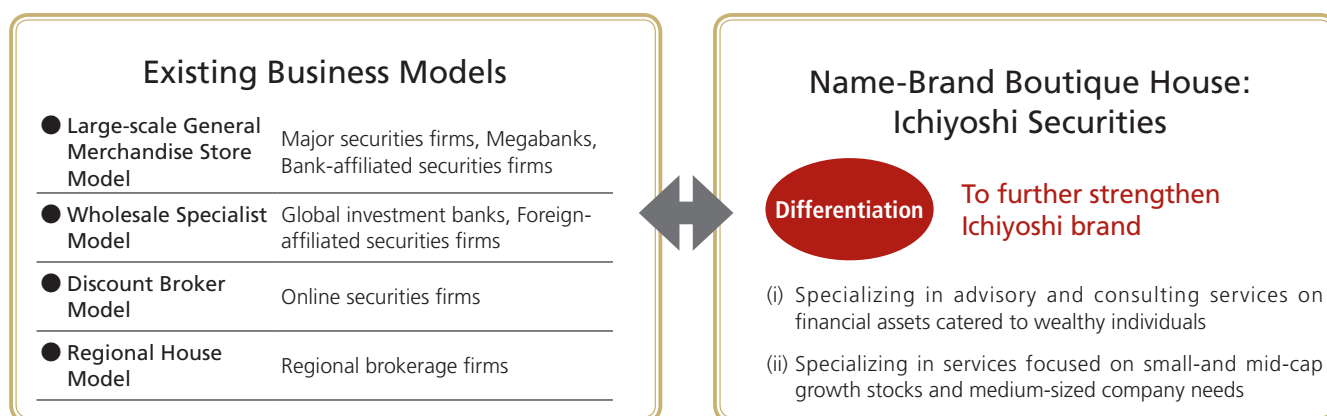 Existing Business Models
● Large-scale General
Merchandise Store
Model
Major securities firms, Megabanks,
Bank-affiliated securities firms
● Wholesale Specialist
Model
Global investment banks, Foreign-
affiliated securities firms
● Discount Broker
Model
Online securities firms
● Regional House
Model
Regional brokerage firms
Name-Brand Boutique House:
Ichiyoshi Securities
Differentiation
To further strengthen
Ichiyoshi brand
(i) Specializing in advisory and consulting services on
financial assets catered to wealthy individuals
(ii) Specializing in services focused on small-and mid-cap
growth stocks and medium-sized company needs